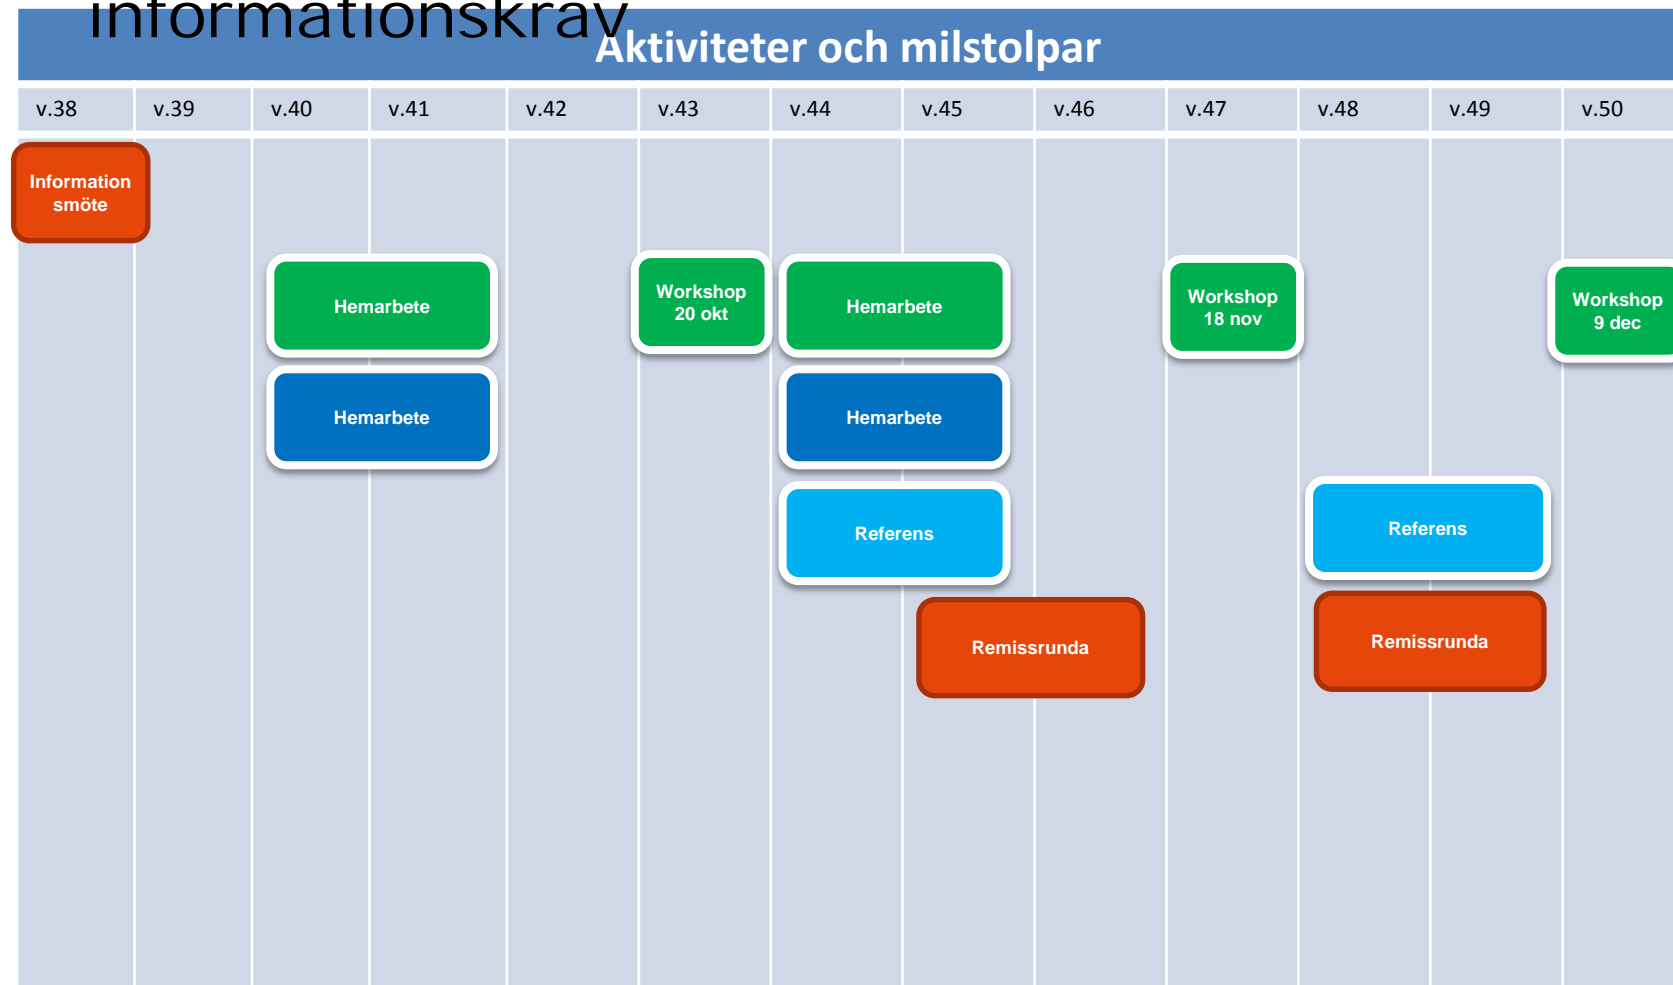 informationskrav
Aktiviteter och milstolpar
v.38 v.39 v.40 v.41 v.42 v.43 v.44 v.45 v.46 v.47 v.48 v.49 v.50
Information
smöte
Hemarbete
Workshop
20 okt
Hemarbete
Workshop
18 nov
Workshop
9 dec
Hemarbete
Hemarbete
Referens
Referens
Remissrunda
Remissrunda